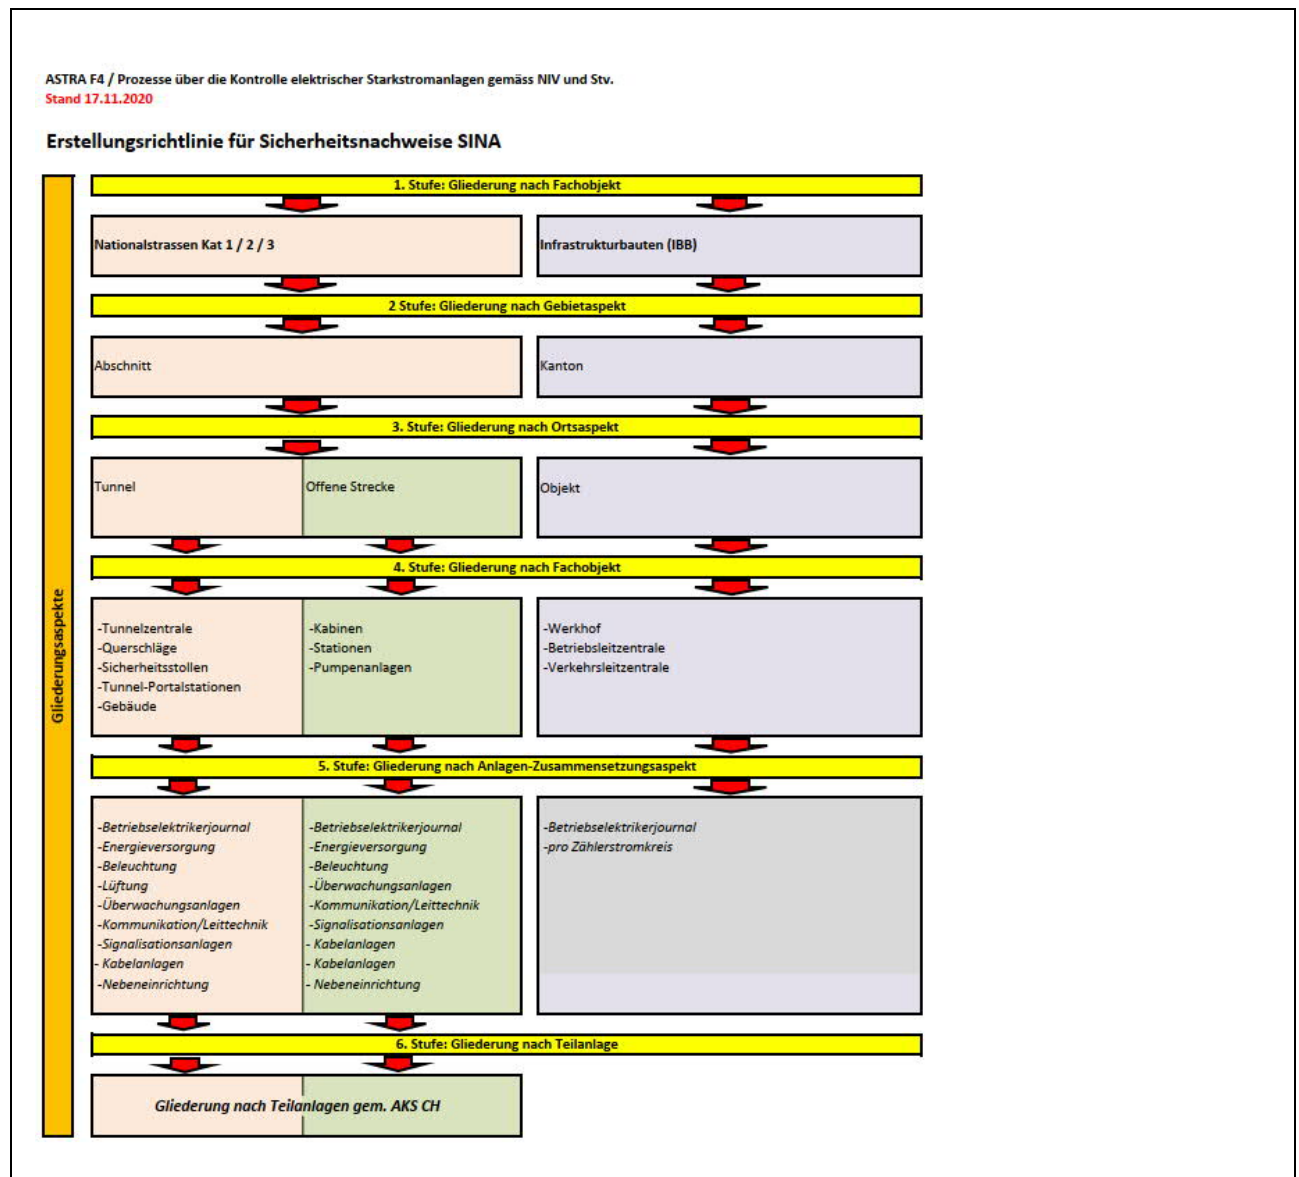 ASTRA F4 / Prozesse über die Kontrolle elektrischer Starkstromanlagen gemäss NIV und Stv.
Stand 17.11.2020
Erstellungsrichtlinie für Sicherheitsnachweise SINA
Gliederungsaspekte
1. Stufe: Gliederung nach Fachobjekt
Nationalstrassen Kat 1 / 2 / 3
Infrastrukturbauten (IBB)
2 Stufe: Gliederung nach Gebietaspekt
Abschnitt
Kanton
3. Stufe: Gliederung nach Ortsaspekt
Tunnel
Offene Strecke
Objekt
4. Stufe: Gliederung nach Fachobjekt
-Tunnelzentrale
-Querschläge
-Sicherheitsstollen
-Tunnel-Portalstationen
-Gebäude
-Kabinen
-Stationen
-Pumpenanlagen
-Werkhof
-Betriebsleitzentrale
-Verkehrsleitzentrale
5. Stufe: Gliederung nach Anlagen-Zusammensetzungsaspekt
-Betriebselektrikerjournal
-Energieversorgung
-Beleuchtung
-Lüftung
-Überwachungsanlagen
-Kommunikation/Leittechnik
-Signalisationsanlagen
- Kabelanlagen
-Nebeneinrichtung
-Betriebselektrikerjournal
-Energieversorgung
-Beleuchtung
-Überwachungsanlagen
-Kommunikation/Leittechnik
-Signalisationsanlagen
- Kabelanlagen
- Kabelanlagen
- Nebeneinrichtung
-Betriebselektrikerjournal
-pro Zählerstromkreis
6. Stufe: Gliederung nach Teilanlage
Gliederung nach Teilanlagen gem. AKS CH